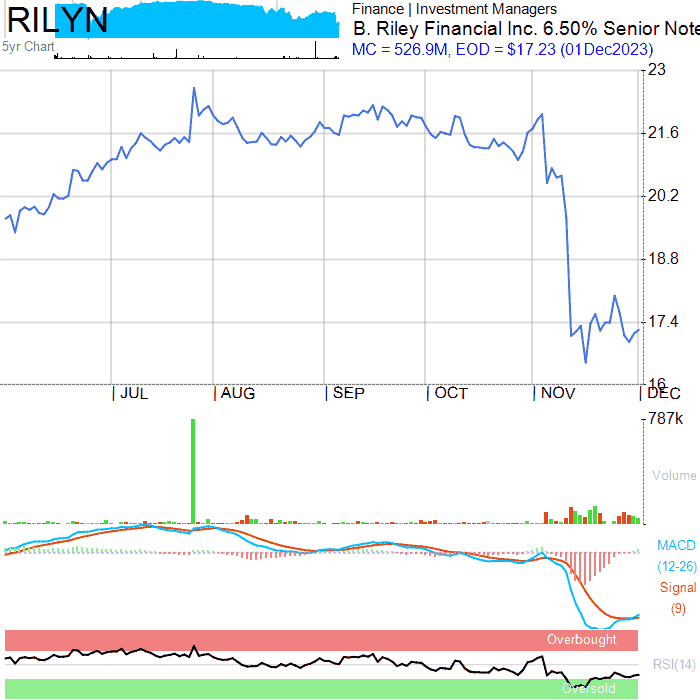 RILYN
5yr Chart
Finance | Investment Managers
B. Riley Financial Inc. 6.50% Senior Note
MC = 526.9M, EOD = $17.23 (01Dec2023)
23
21.6
20.2
18.8
17.4
16
JUL AUG SEP OCT NOV DEC
787k
Volume
MACD
(12-26)
Signal
(9)
Overbought
RSI(14)
Oversold